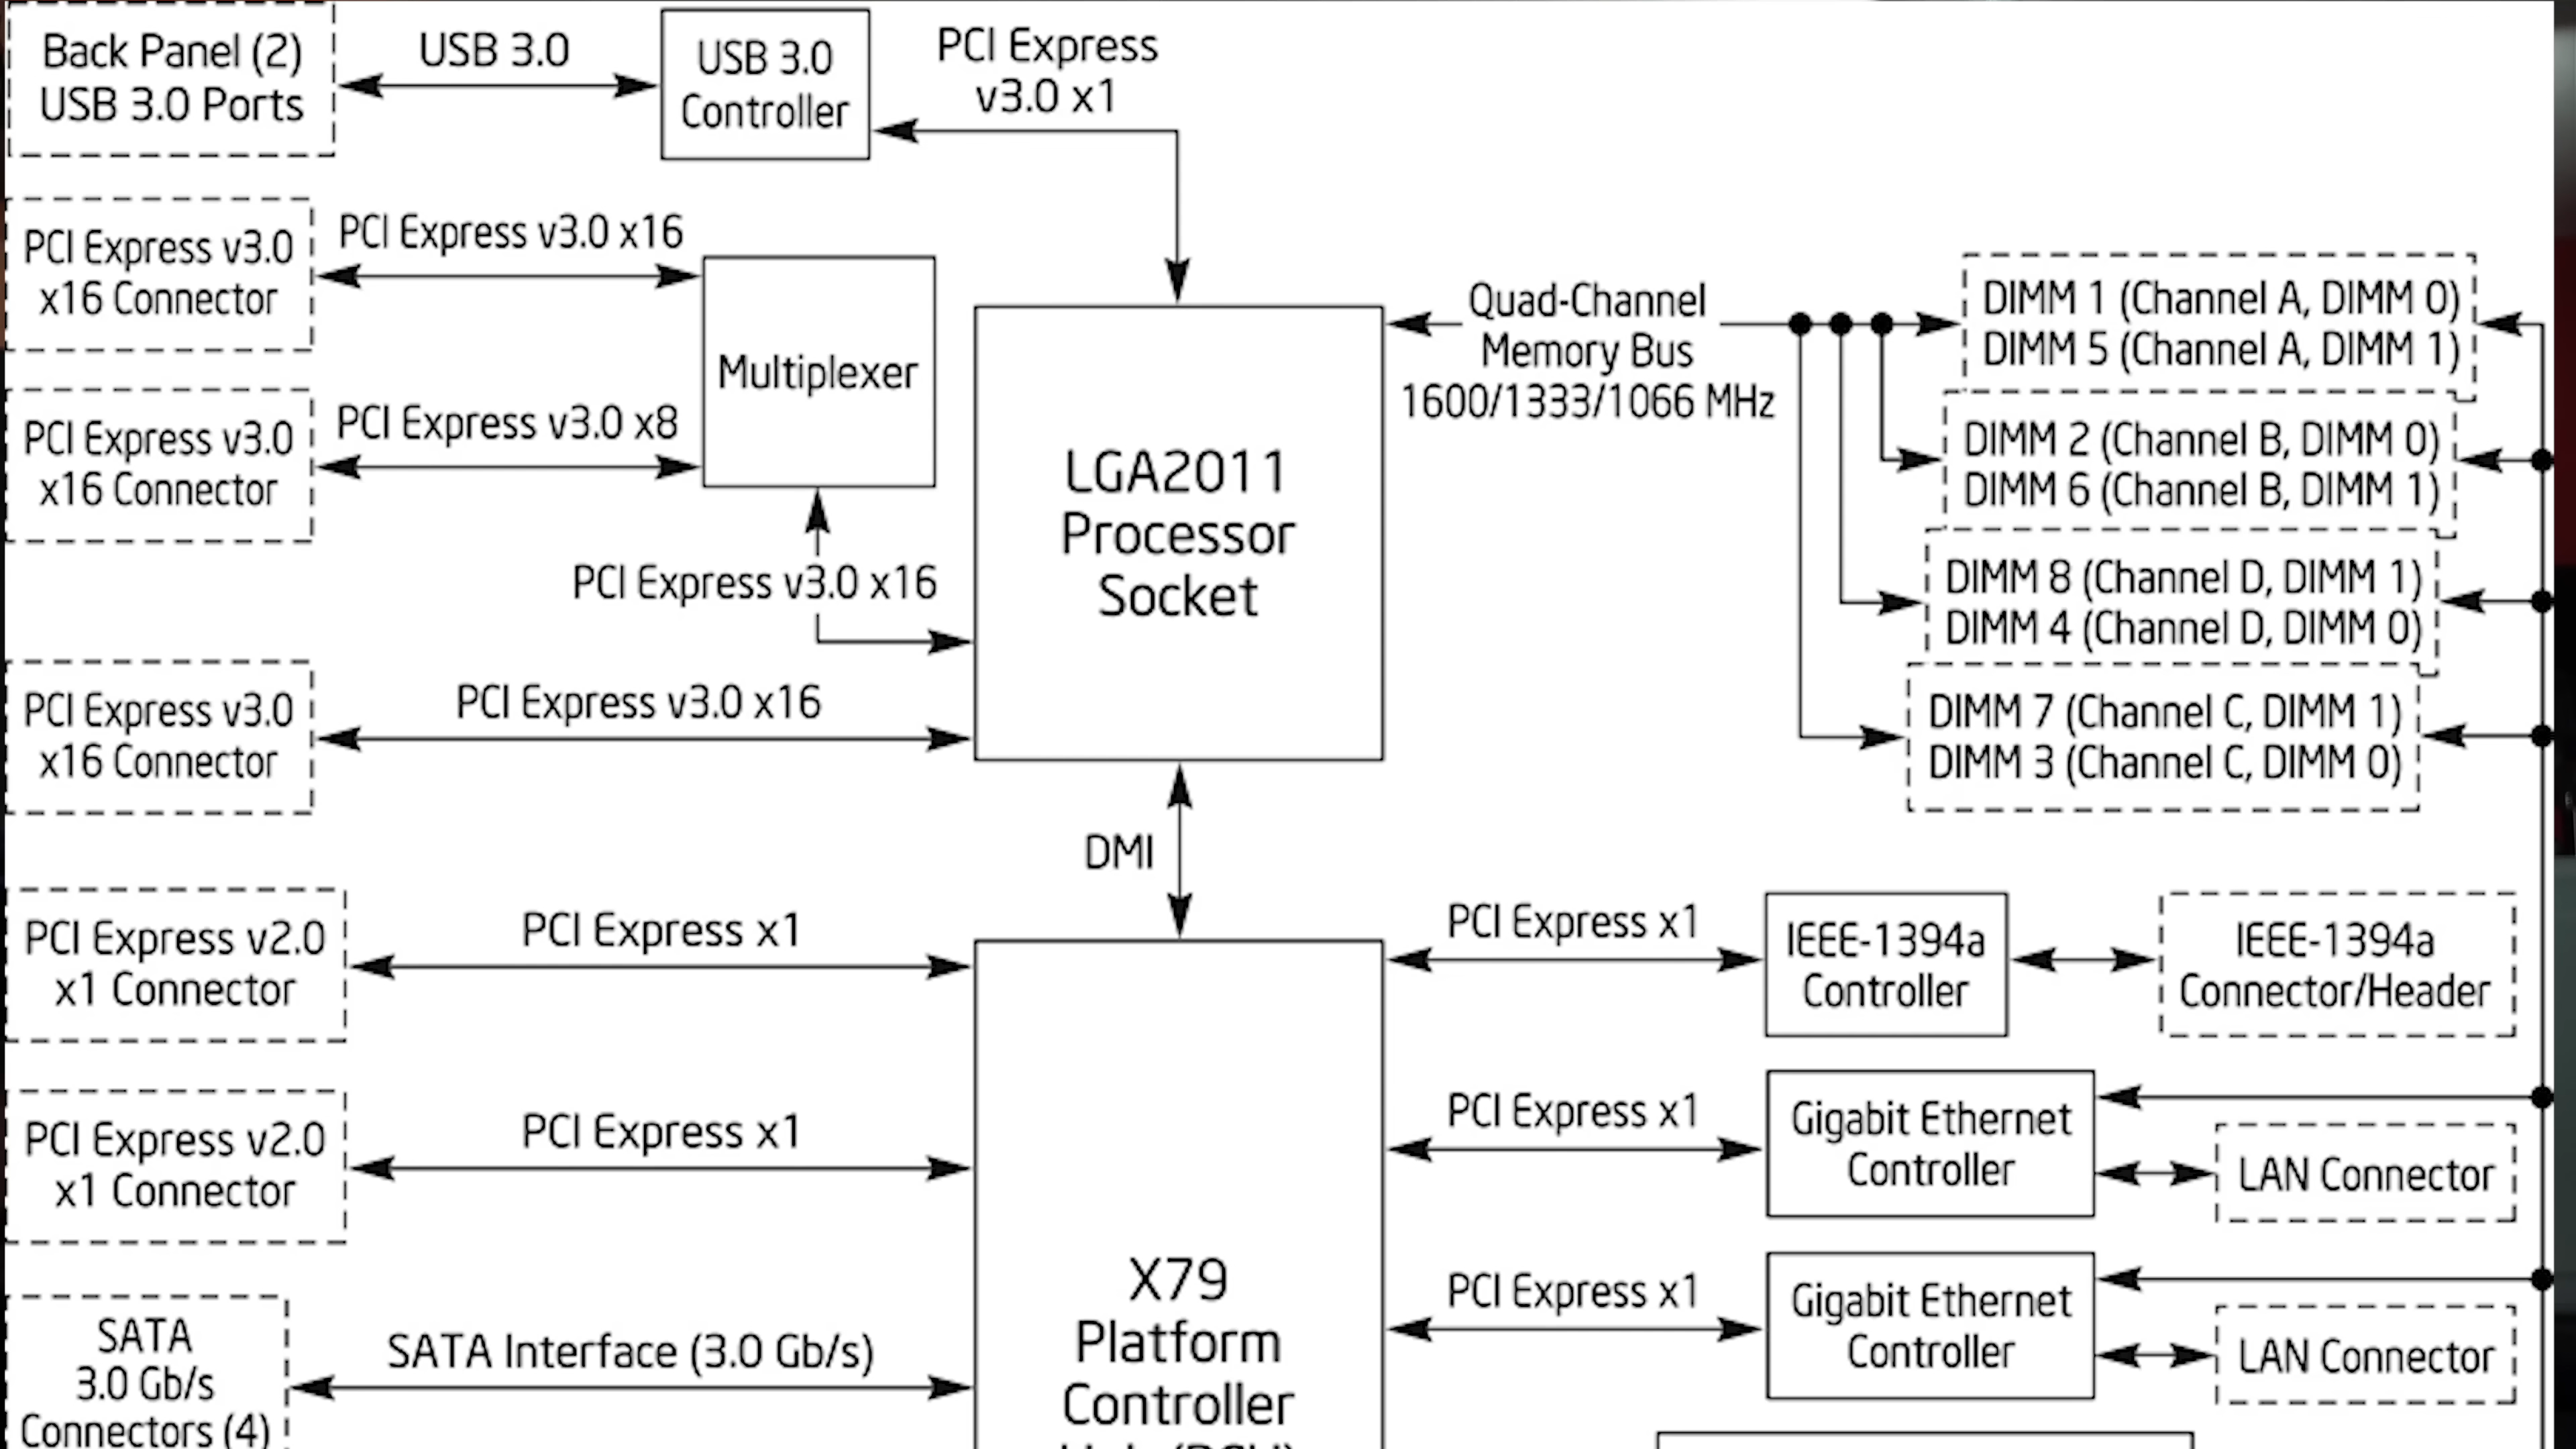 Back Panel (2)
USB 3.0 Ports
USB 3.0
USB 3.0
Controller
PCI Express
v3.0 x1
PCI Express v3.0
x16 Connector
PCI Express v3.0 x16
Multiplexer
PCI Express v3.0
x16 Connector
PCI Express v3.0 x8
PCI Express v3.0 x16
LGA2011
Processor
Socket
Quad-Channel
Memory Bus
1600/1333/1066 MHz
DIMM 1 (Channel A, DIMM 0)
DIMM 5 (Channel A, DIMM 1)
DIMM 2 (Channel B, DIMM 0)
DIMM 6 (Channel B, DIMM 1)
DIMM 8 (Channel D, DIMM 1)
DIMM 4 (Channel D, DIMM 0)
DIMM 7 (Channel C, DIMM 1)
DIMM 3 (Channel C, DIMM 0)
PCI Express v3.0
x16 Connector
PCI Express v3.0 x16
DMI
PCI Express v2.0
x1 Connector
PCI Express x1
PCI Express x1
IEEE-1394a
Controller
IEEE-1394a
Connector/Header
PCI Express v2.0
x1 Connector
PCI Express x1
PCI Express x1
Gigabit Ethernet
Controller
LAN Connector
SATA
3.0 Gb/s
Connectors (4)
SATA Interface (3.0 Gb/s)
X79
Platform
Controller
PCI Express x1
Gigabit Ethernet
Controller
LAN Connector